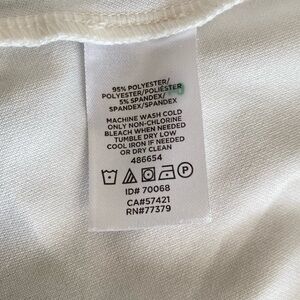 95% POLYESTER/
POLYESTER/POLIÉSTER
5% SPANDEX/
SPANDEX/SPANDEX
MACHINE WASH COLD
ONLY NON-CHLORINE
BLEACH WHEN NEEDED
TUMBLE DRY LOW
COOL IRON IF NEEDED
OR DRY CLEAN
486654
P
ID# 70068
CA#57421
RN#77379